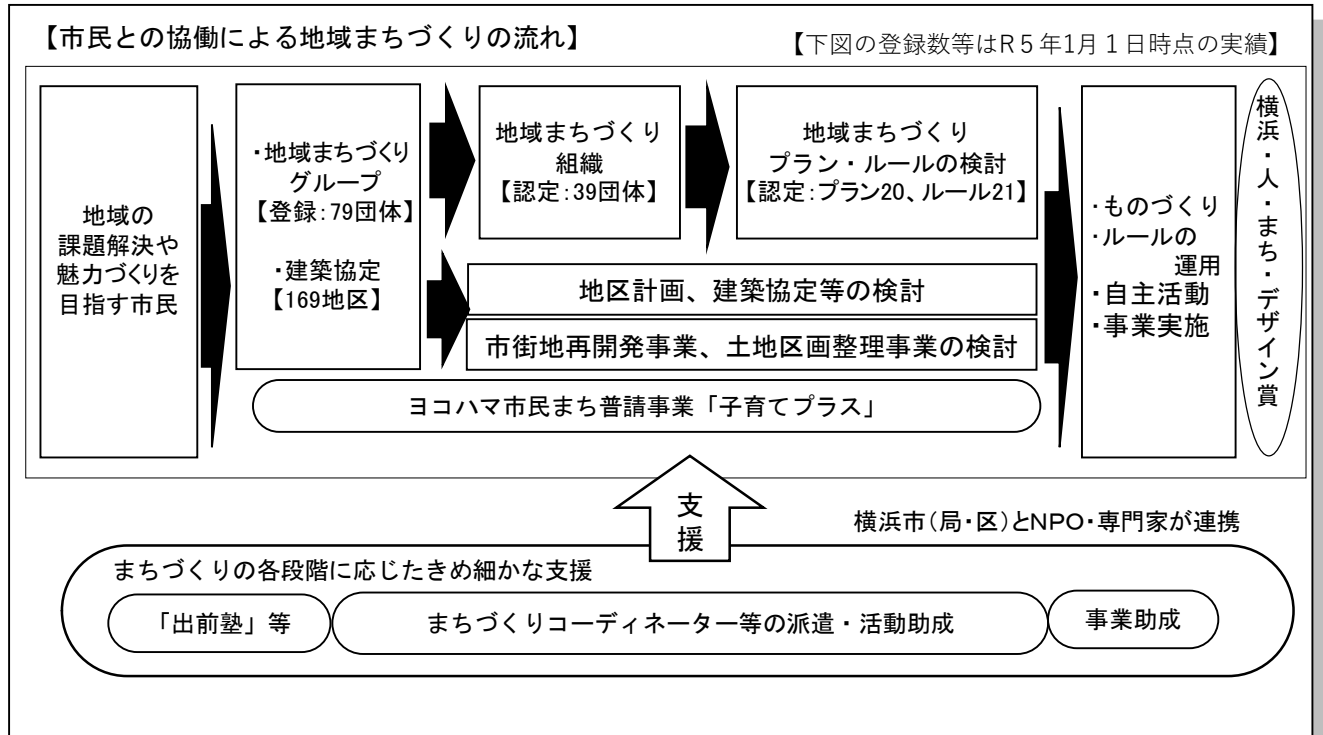 【市民との協働による地域まちづくりの流れ】
【下図の登録数等はR5年1月1日時点の実績】
地域の
課題解決や
魅力づくりを
目指す市民
・地域まちづくり
グループ
【登録：79団体】
・建築協定
【169地区】
地域まちづくり
組織
【認定：39団体】
地域まちづくり
プラン・ルールの検討
【認定：プラン20、ルール21】
地区計画、建築協定等の検討
市街地再開発事業、土地区画整理事業の検討
ヨコハマ市民まち普請事業「子育てプラス」
・ものづくり
・ルールの
運用
・自主活動
・事業実施
横浜・人・まち・デザイン賞
支援
横浜市（局・区）とNPO・専門家が連携
まちづくりの各段階に応じたきめ細かな支援
「出前塾」等
まちづくりコーディネーター等の派遣・活動助成
事業助成